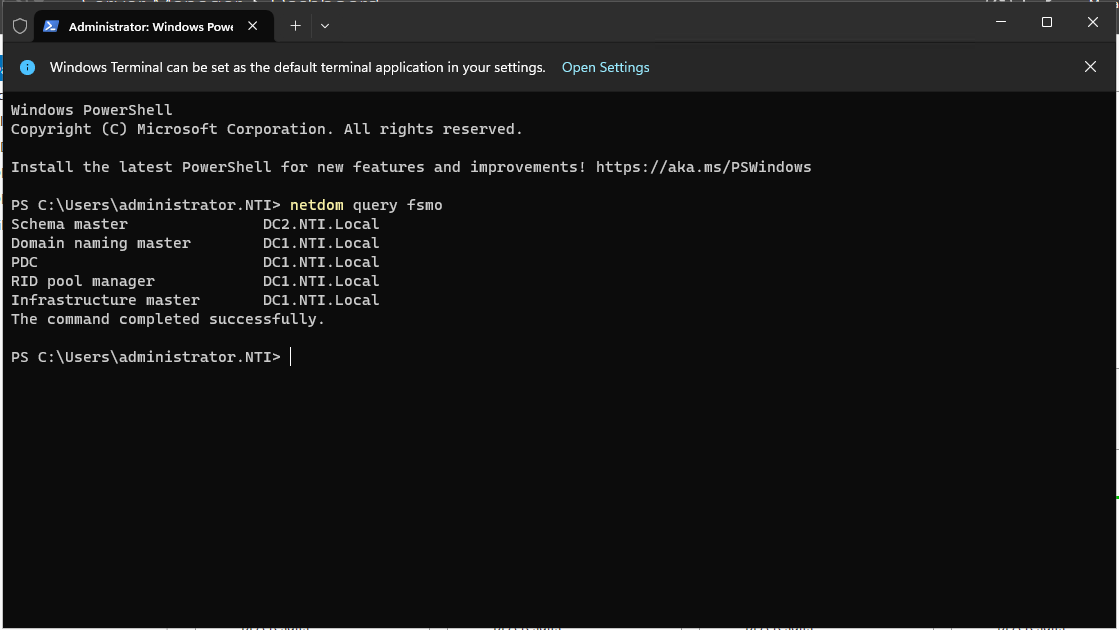 Administrator: Windows Powe
Windows Terminal can be set as the default terminal application in your settings. Open Settings
Windows PowerShell
Copyright (C) Microsoft Corporation. All rights reserved.
Install the latest PowerShell for new features and improvements! https://aka.ms/PSWindows
PS C:\Users\administrator.NTI> netdom query fsmo
Schema master DC2.NTI.Local
Domain naming master DC1.NTI.Local
PDC DC1.NTI.Local
RID pool manager DC1.NTI.Local
Infrastructure master DC1.NTI.Local
The command completed successfully.
PS C:\Users\administrator.NTI>